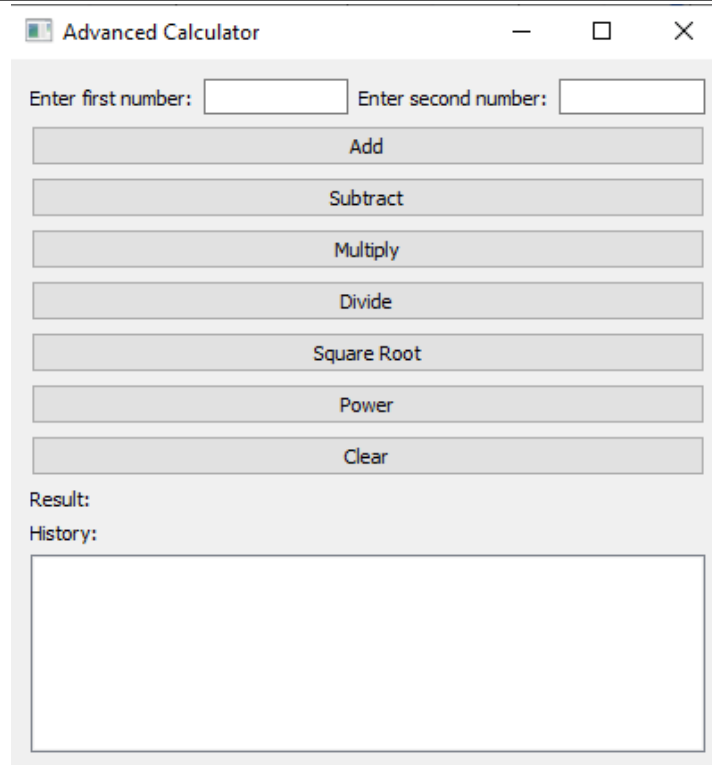 Advanced Calculator
Enter first number: Enter second number:
Add
Subtract
Multiply
Divide
Square Root
Power
Clear
Result:
History: